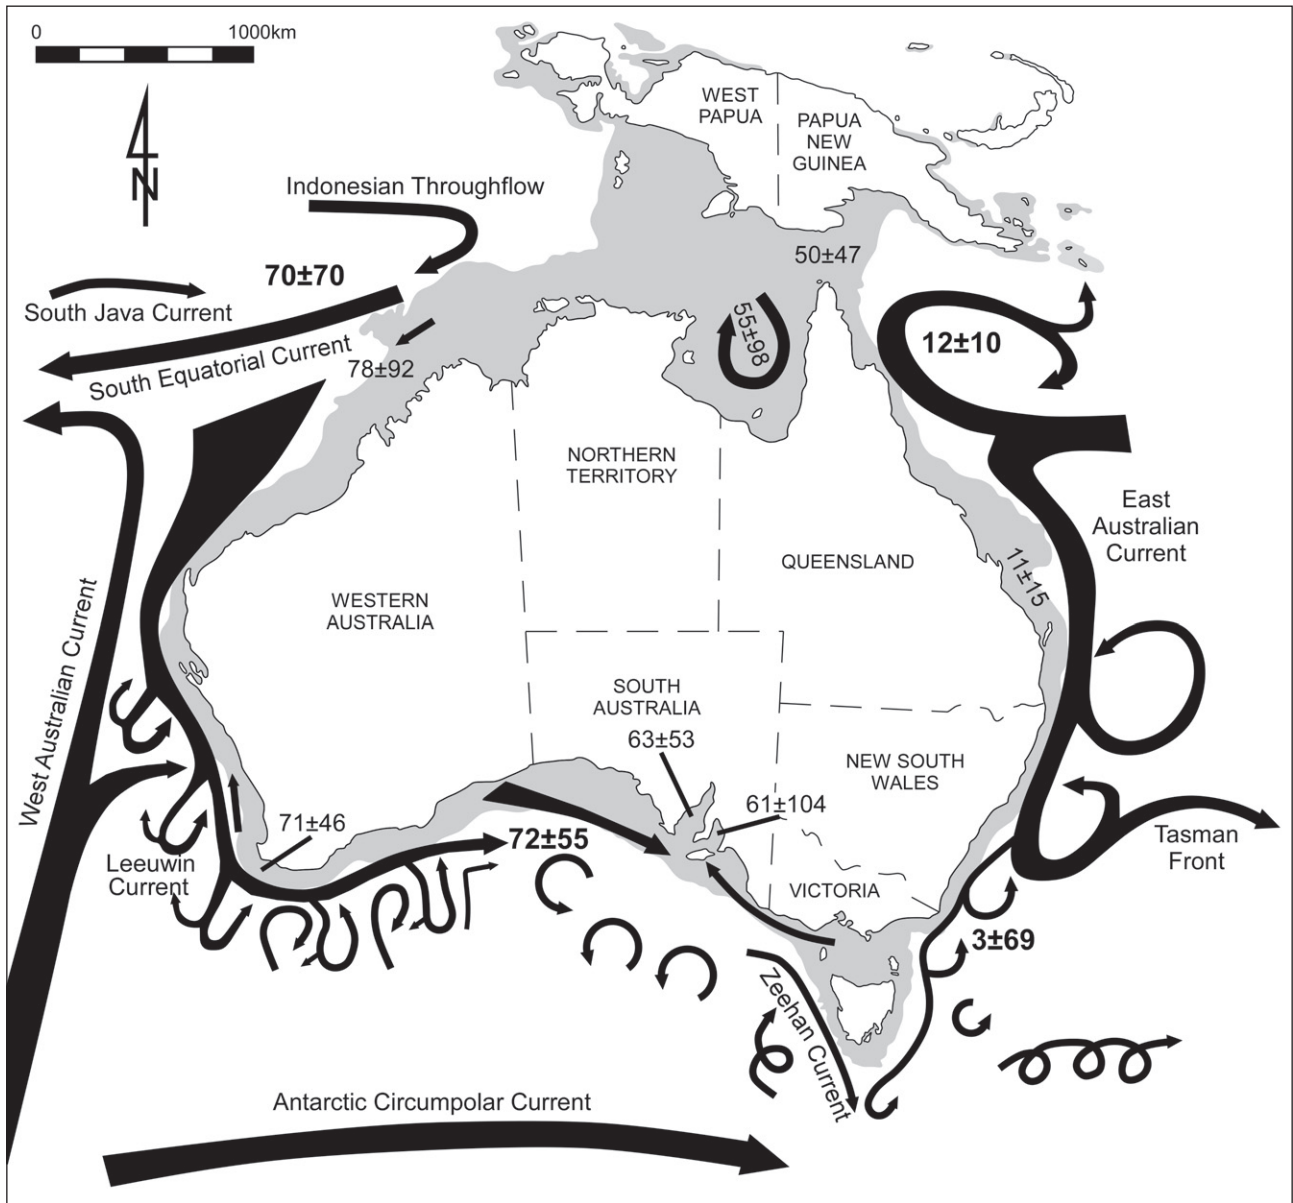 0
1000km
N
WEST
PAPUA
PAPUA
NEW
GUINEA
Indonesian Throughflow
50±47
70±70
South Java Current
South Equatorial Current
78±92
55±98
12±10
NORTHERN
TERRITORY
East
Australian
Current
QUEENSLAND
11±15
WESTERN
AUSTRALIA
West Australian Current
SOUTH
AUSTRALIA
63±53
NEW SOUTH
WALES
61±104
71±46
72±55
Tasman
Front
Leeuwin
Current
VICTORIA
3±69
Zeehan Current
Antarctic Circumpolar Current